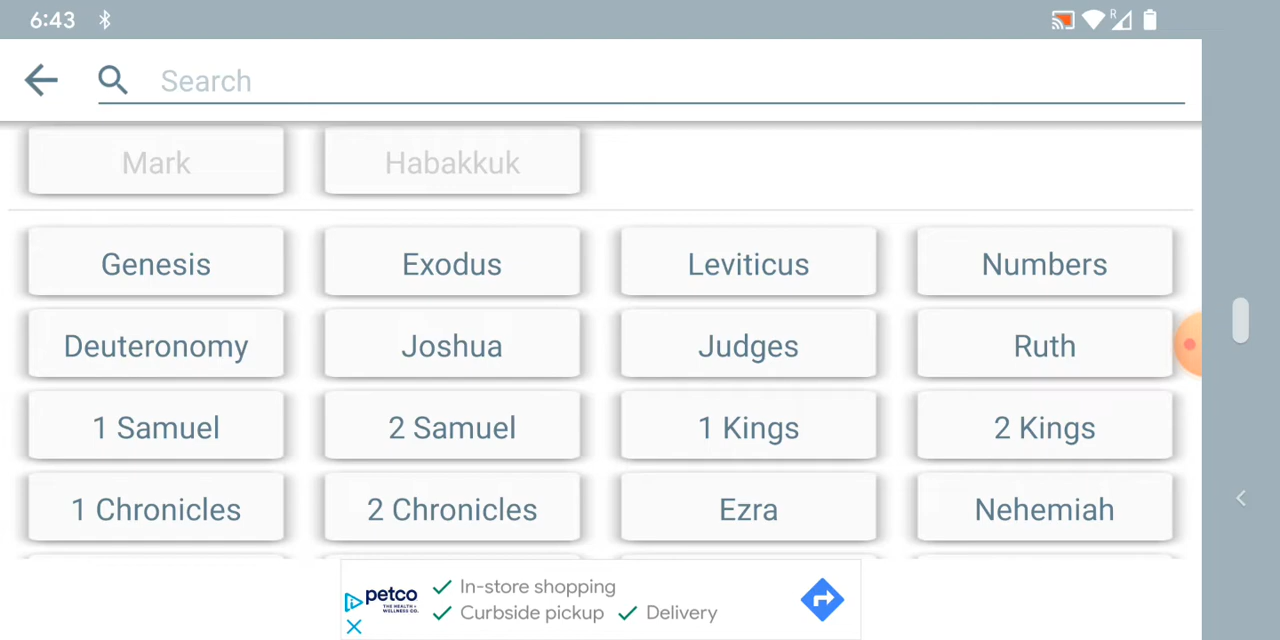 6:43
R
Search
Mark Habakkuk
Genesis Exodus Leviticus Numbers
Deuteronomy Joshua Judges Ruth
1 Samuel 2 Samuel 1 Kings 2 Kings
1 Chronicles 2 Chronicles Ezra Nehemiah
petco
THE HEALTH +
WELLNESS CO.
In-store shopping
Curbside pickup Delivery